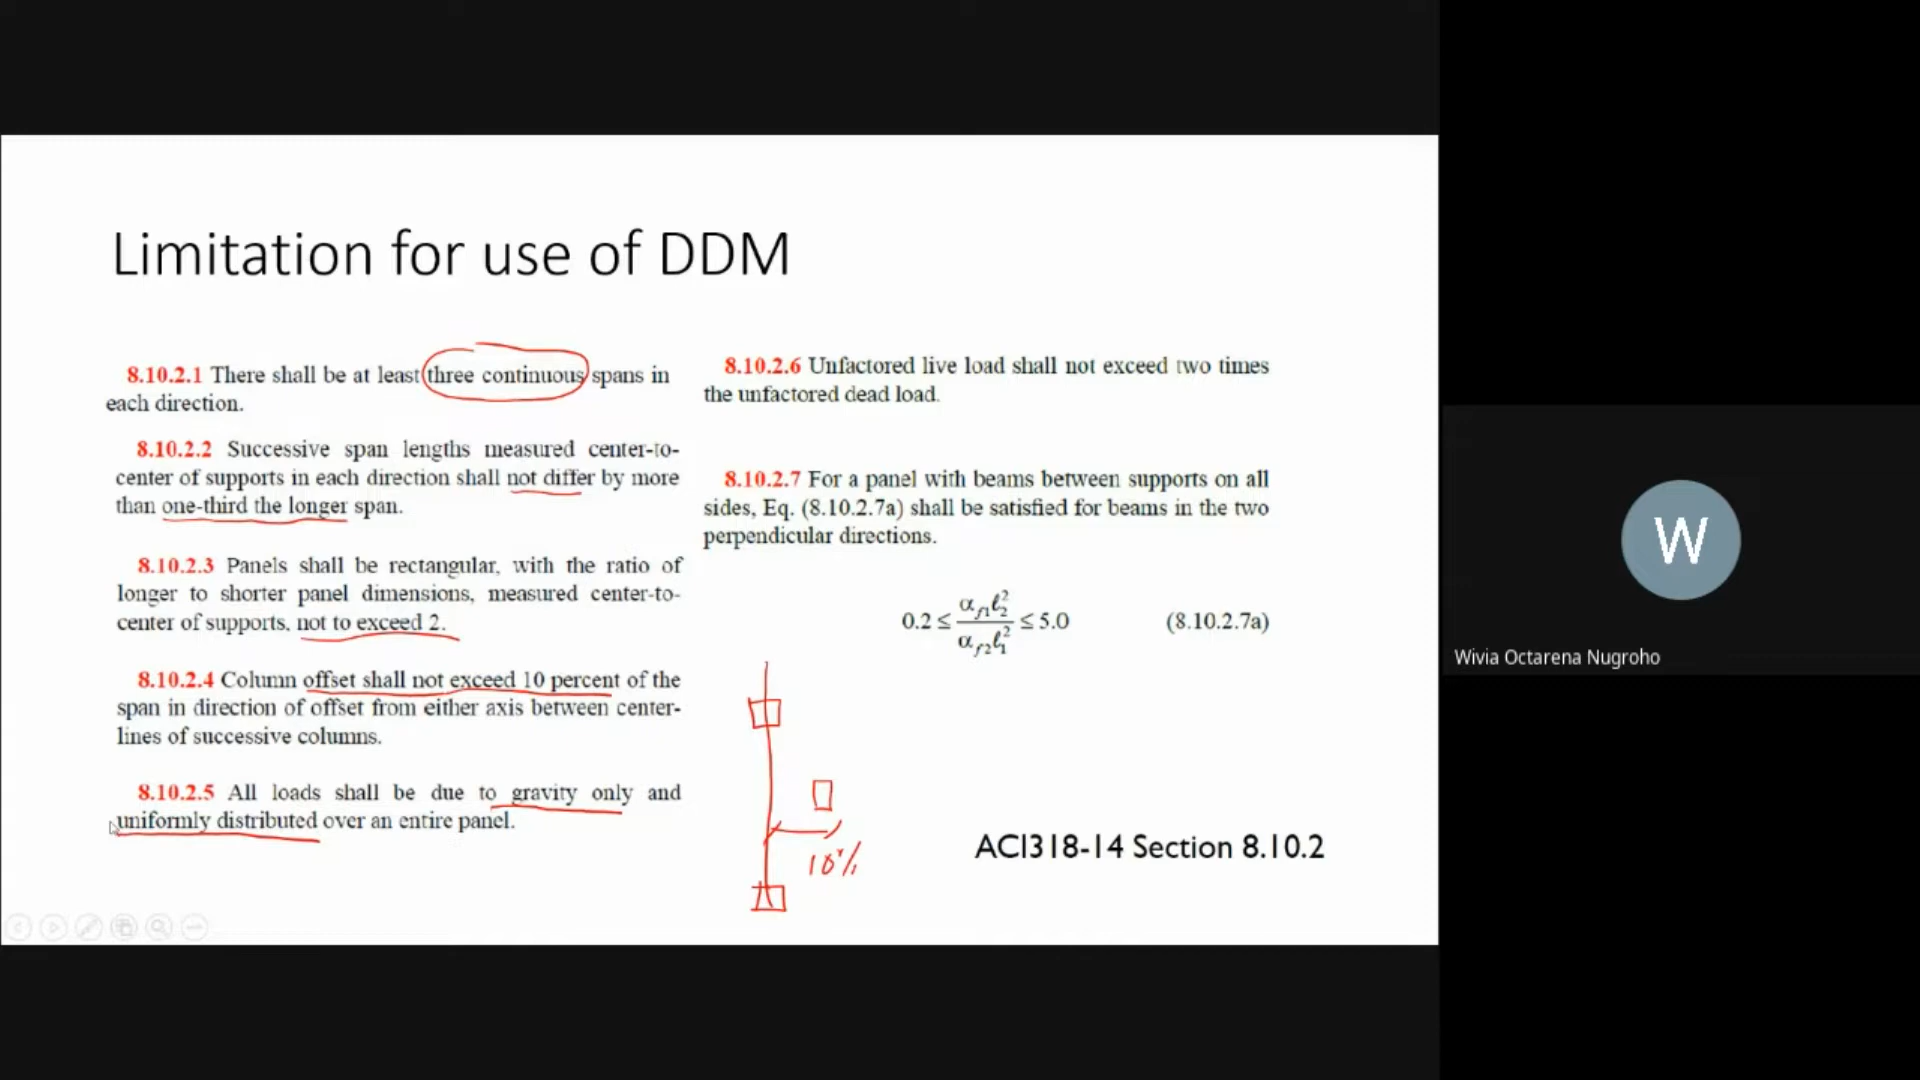 Limitation for use of DDM
8.10.2.1 There shall be at least three continuous spans in
each direction.
8.10.2.2 Successive span lengths measured center-to-
center of supports in each direction shall not differ by more
than one-third the longer span.
8.10.2.3 Panels shall be rectangular, with the ratio of
longer to shorter panel dimensions, measured center-to-
center of supports, not to exceed 2.
8.10.2.4 Column offset shall not exceed 10 percent of the
span in direction of offset from either axis between center-
lines of successive columns.
8.10.2.5 All loads shall be due to gravity only and
uniformly distributed over an entire panel.
8.10.2.6 Unfactored live load shall not exceed two times
the unfactored dead load.
8.10.2.7 For a panel with beams between supports on all
sides, Eq. (8.10.2.7a) shall be satisfied for beams in the two
perpendicular directions.
0.2 ≤ α_f1 ℓ_2^2 / α_f2 ℓ_1^2 ≤ 5.0 (8.10.2.7a)
10%
ACI318-14 Section 8.10.2
W
Wivia Octarena Nugroho